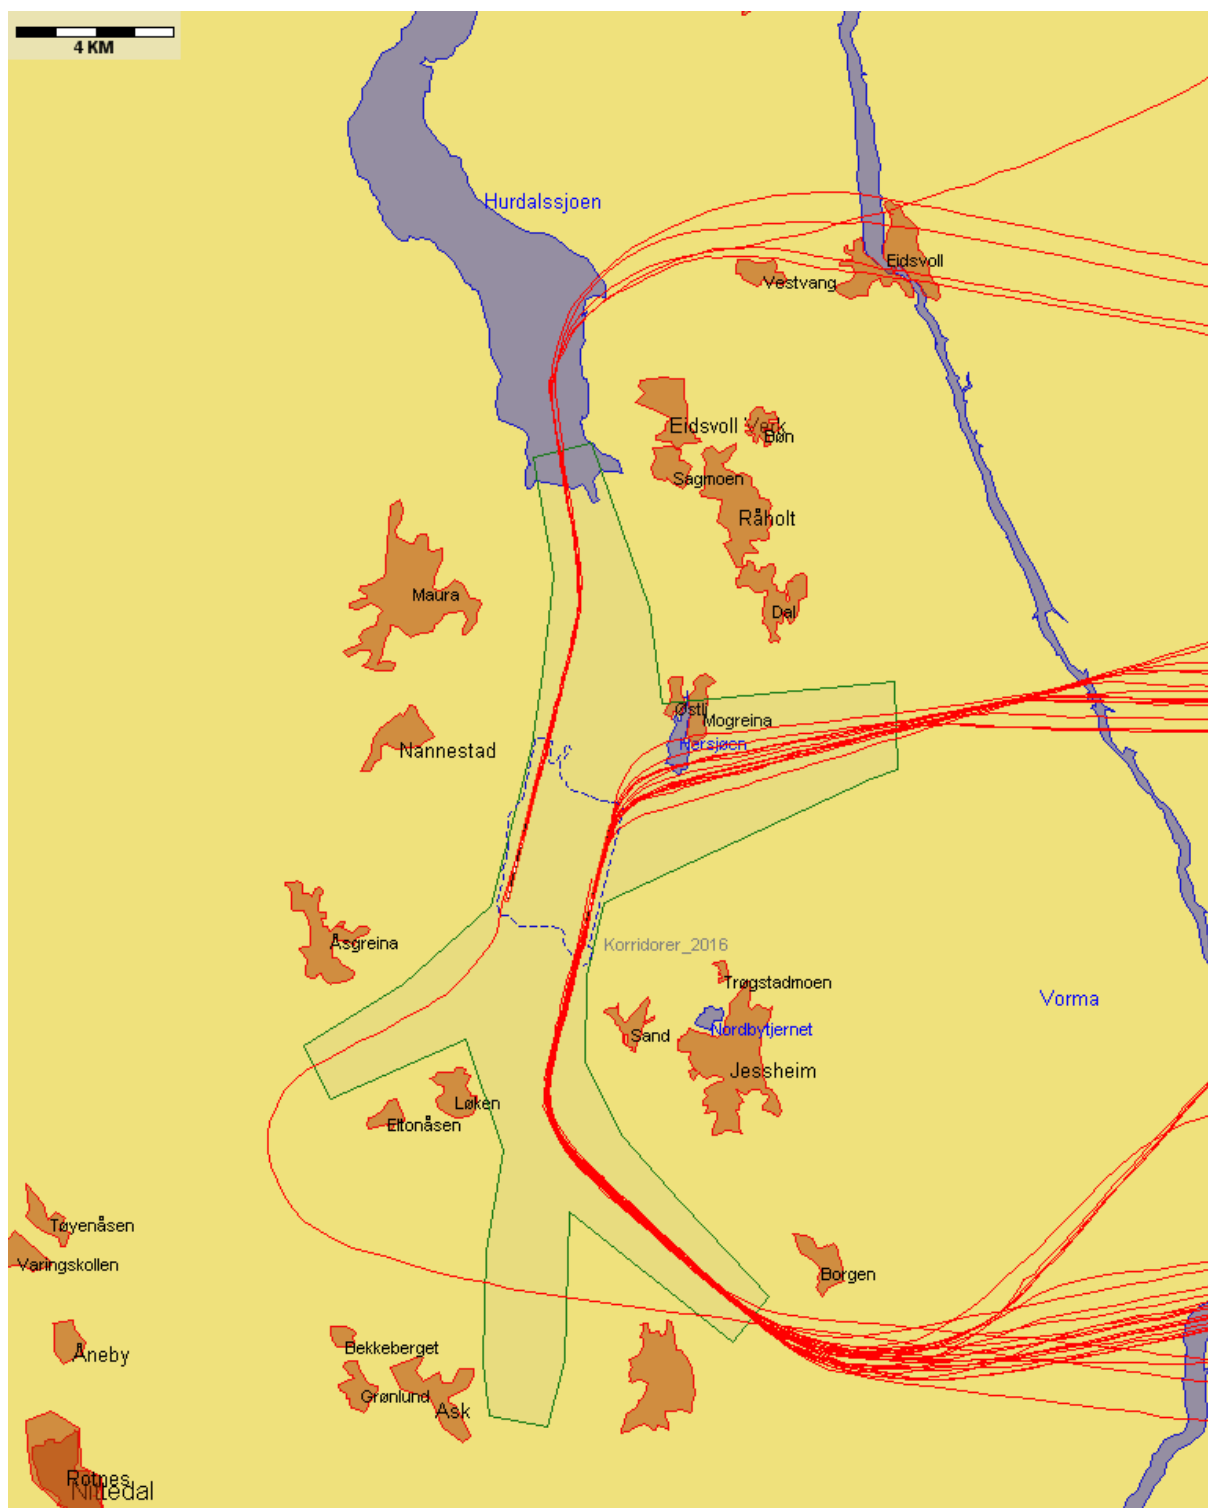 4 KM
Hurdalssjoen
Eidsvoll
Vestvang
Eidsvoll Verk
Bøn
Sagmoen
Råholt
Maura
Dal
Østli
Mogreina
Hersjøen
Nannestad
Åsgreina
Korridorer_2016
Trøgstadmoen
Vorma
Nordbytjernet
Sand
Jessheim
Løken
Eltonåsen
Tøyenåsen
Varingskollen
Borgen
Åneby
Bekkeberget
Grønlund
Ask
Rotnes
Nittedal